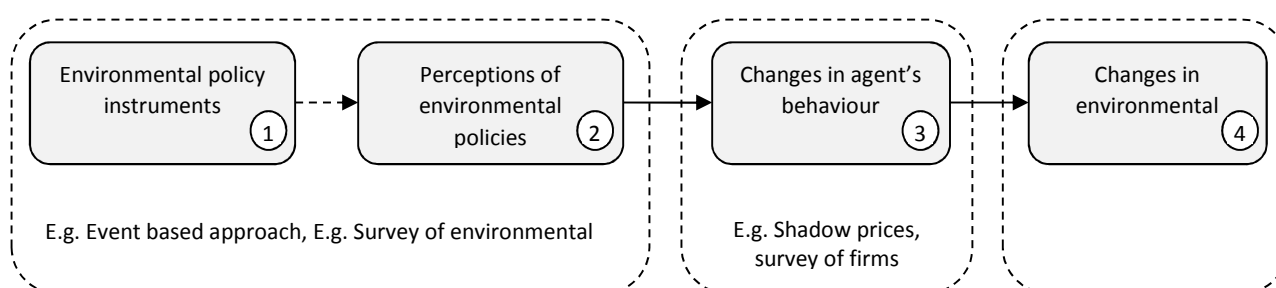 Environmental policy
instruments
1
Perceptions of
environmental
policies
2
Changes in agent's
behaviour
3
Changes in
environmental
4
E.g. Event based approach, E.g. Survey of environmental
E.g. Shadow prices,
survey of firms